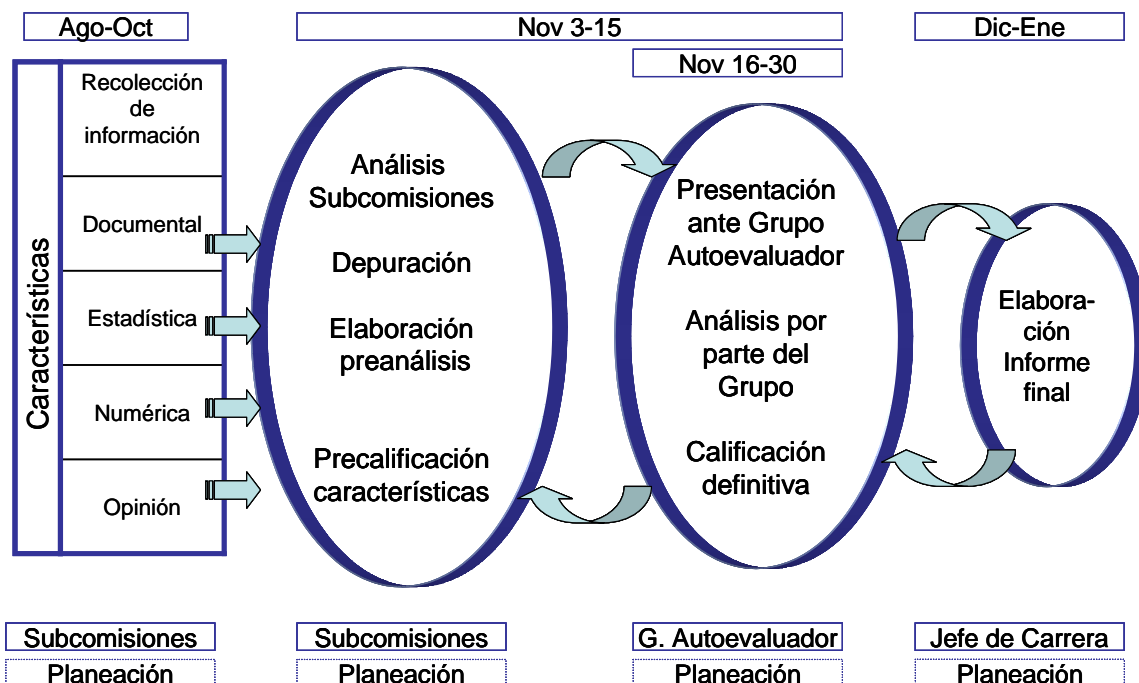 Ago-Oct
Nov 3-15
Dic-Ene
Nov 16-30
Características
Recolección
de
información
Documental
Estadística
Numérica
Opinión
Análisis
Subcomisiones
Depuración
Elaboración
preanálisis
Precalificación
características
Presentación
ante Grupo
Autoevaluador
Análisis por
parte del
Grupo
Calificación
definitiva
Elabora-
ción
Informe
final
Subcomisiones
Subcomisiones
G. Autoevaluador
Jefe de Carrera
Planeación
Planeación
Planeación
Planeación